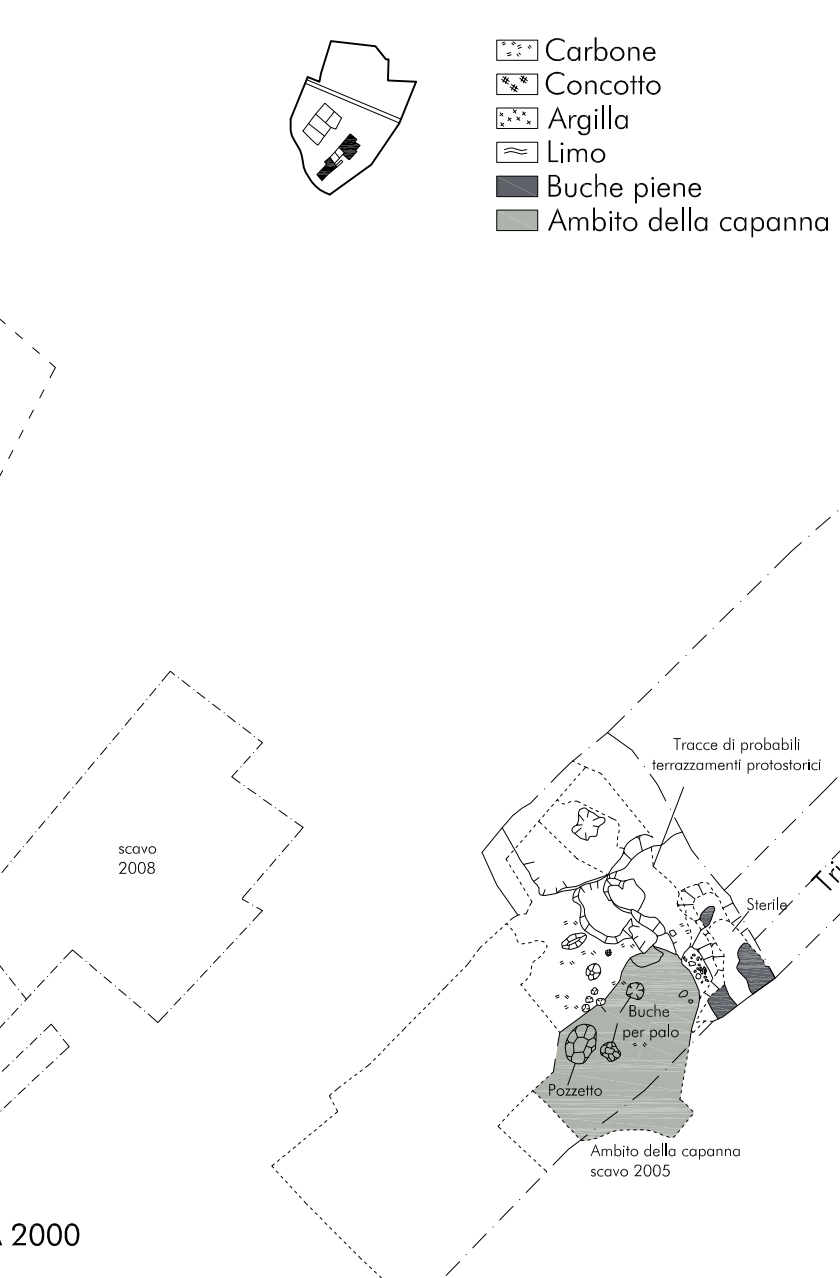 Carbone
Concotto
Argilla
Limo
Buche piene
Ambito della capanna
Tracce di probabili
terrazzamenti protostorici
scavo
2008
Sterile
Buche
per palo
Pozzetto
Ambito della capanna
scavo 2005
2000